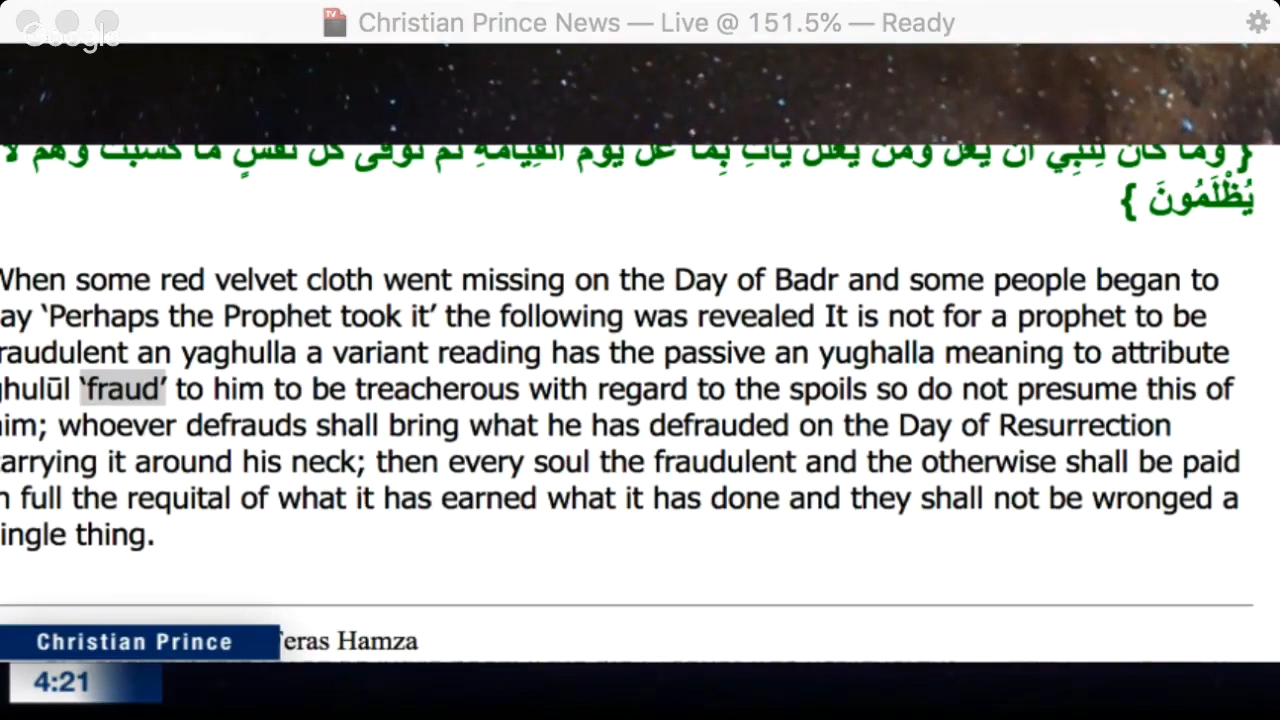 Christian Prince News — Live @ 151.5% — Ready
Google
{ وَمَا كَانَ لِنَبِيٍّ أَنْ يَغُلَّ وَمَن يَغْلُلْ يَأْتِ بِمَا غَلَّ يَوْمَ ٱلْقِيَامَةِ ثُمَّ تُوَفَّىٰ كُلُّ نَفْسٍ مَّا كَسَبَتْ وَهُمْ لاَ
يُظْلَمُونَ }
When some red velvet cloth went missing on the Day of Badr and some people began to
ay ‘Perhaps the Prophet took it’ the following was revealed It is not for a prophet to be
raudulent an yaghulla a variant reading has the passive an yughalla meaning to attribute
ghulūl ‘fraud’ to him to be treacherous with regard to the spoils so do not presume this of
im; whoever defrauds shall bring what he has defrauded on the Day of Resurrection
arrying it around his neck; then every soul the fraudulent and the otherwise shall be paid
n full the requital of what it has earned what it has done and they shall not be wronged a
ingle thing.
Christian Prince
eras Hamza
4:21